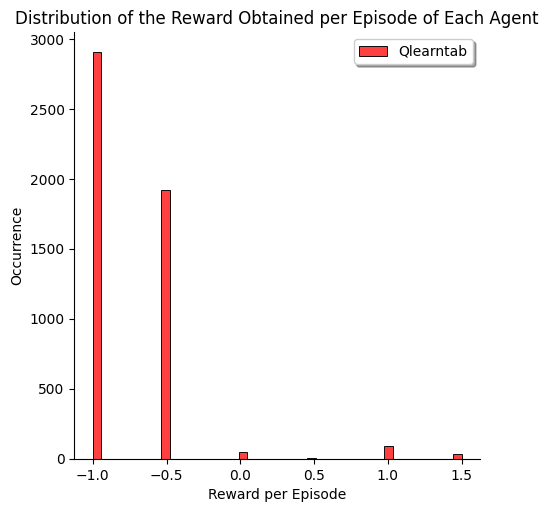 Distribution of the Reward Obtained per Episode of Each Agent
Qlearntab
3000
2500
2000
1500
1000
500
0
Occurrence
−1.0 −0.5 0.0 0.5 1.0 1.5
Reward per Episode